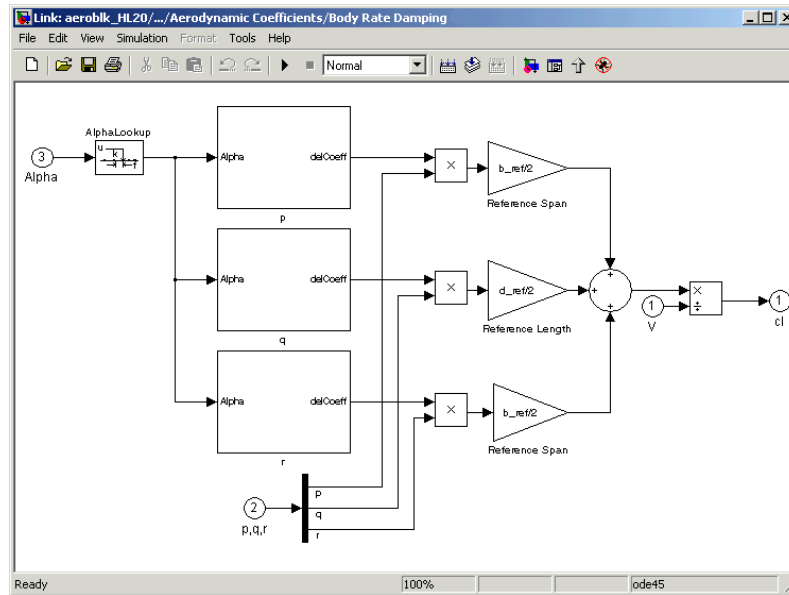 Link: aeroblk_HL20/.../Aerodynamic Coefficients/Body Rate Damping
File Edit View Simulation Format Tools Help
Normal
AlphaLookup
u
k
f
3
Alpha
Alpha
delCoeff
p
×
b_ref/2
Reference Span
Alpha
delCoeff
q
×
d_ref/2
Reference Length
+
+
+
1
V
×
÷
1
cl
Alpha
delCoeff
r
×
b_ref/2
Reference Span
2
p,q,r
p
q
r
Ready
100%
ode45